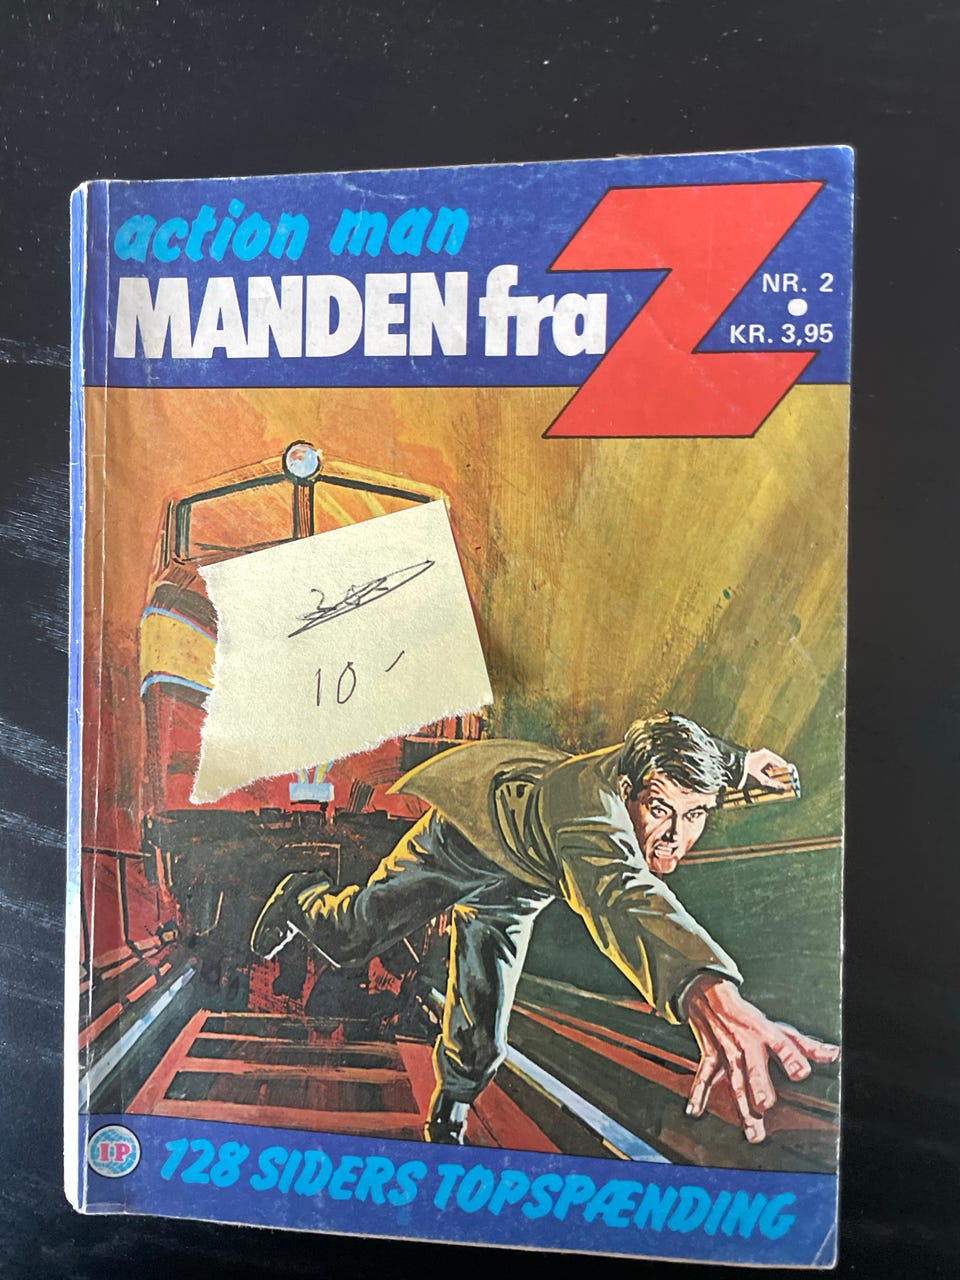 action man
MANDEN fra Z
NR. 2
KR. 3,95
10 -
I·P
128 SIDERS TOPSPÆNDING